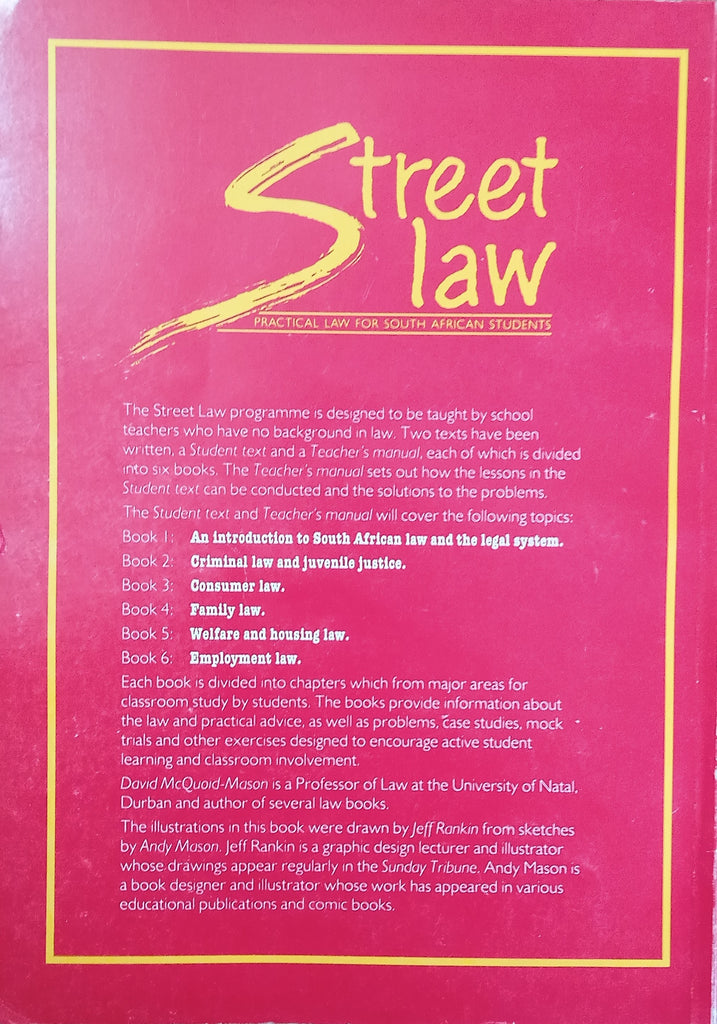 Street
law
PRACTICAL LAW FOR SOUTH AFRICAN STUDENTS
The Street Law programme is designed to be taught by school
teachers who have no background in law. Two texts have been
written, a Student text and a Teacher's manual, each of which is divided
into six books. The Teacher's manual sets out how the lessons in the
Student text can be conducted and the solutions to the problems.
The Student text and Teacher's manual will cover the following topics:
Book 1: An introduction to South African law and the legal system.
Book 2: Criminal law and juvenile justice.
Book 3: Consumer law.
Book 4: Family law.
Book 5: Welfare and housing law.
Book 6: Employment law.
Each book is divided into chapters which from major areas for
classroom study by students. The books provide information about
the law and practical advice, as well as problems, case studies, mock
trials and other exercises designed to encourage active student
learning and classroom involvement.
David McQuoid-Mason is a Professor of Law at the University of Natal,
Durban and author of several law books.
The illustrations in this book were drawn by Jeff Rankin from sketches
by Andy Mason. Jeff Rankin is a graphic design lecturer and illustrator
whose drawings appear regularly in the Sunday Tribune. Andy Mason is
a book designer and illustrator whose work has appeared in various
educational publications and comic books.